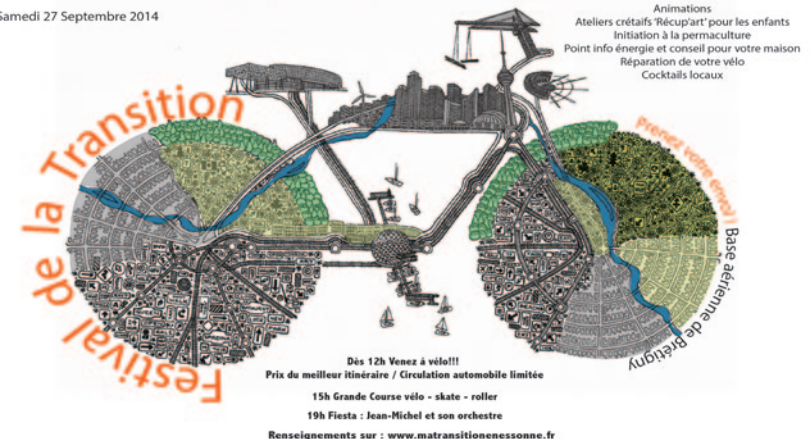 Samedi 27 Septembre 2014
Animations
Ateliers crétaifs 'Récup'art' pour les enfants
Initiation à la permaculture
Point info énergie et conseil pour votre maison
Réparation de votre vélo
Cocktails locaux
Festival de la Transition
Prenez votre envol !
Base aérienne de Brétigny
Dès 12h Venez à vélo!!!
Prix du meilleur itinéraire / Circulation automobile limitée
15h Grande Course vélo - skate - roller
19h Fiesta : Jean-Michel et son orchestre
Renseignements sur : www.matransitionenessonne.fr